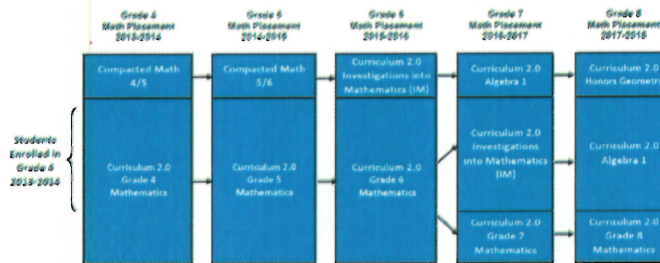 Grade 4
Math Placement
2013-2014
Grade 5
Math Placement
2014-2015
Grade 6
Math Placement
2015-2016
Grade 7
Math Placement
2016-2017
Grade 8
Math Placement
2017-2018
Compacted Math
4/5
Compacted Math
5/6
Curriculum 2.0
Investigations into
Mathematics (IM)
Curriculum 2.0
Algebra 1
Curriculum 2.0
Honors Geometry
Students
Enrolled in
Grade
2013-2014
Curriculum 2.0
Grade 4
Mathematics
Curriculum 2.0
Grade 5
Mathematics
Curriculum 2.0
Grade 6
Mathematics
Curriculum 2.0
Investigations
into Mathematics
(IM)
Curriculum 2.0
Algebra 1
Curriculum 2.0
Grade 7
Mathematics
Curriculum 2.0
Grade 8
Mathematics